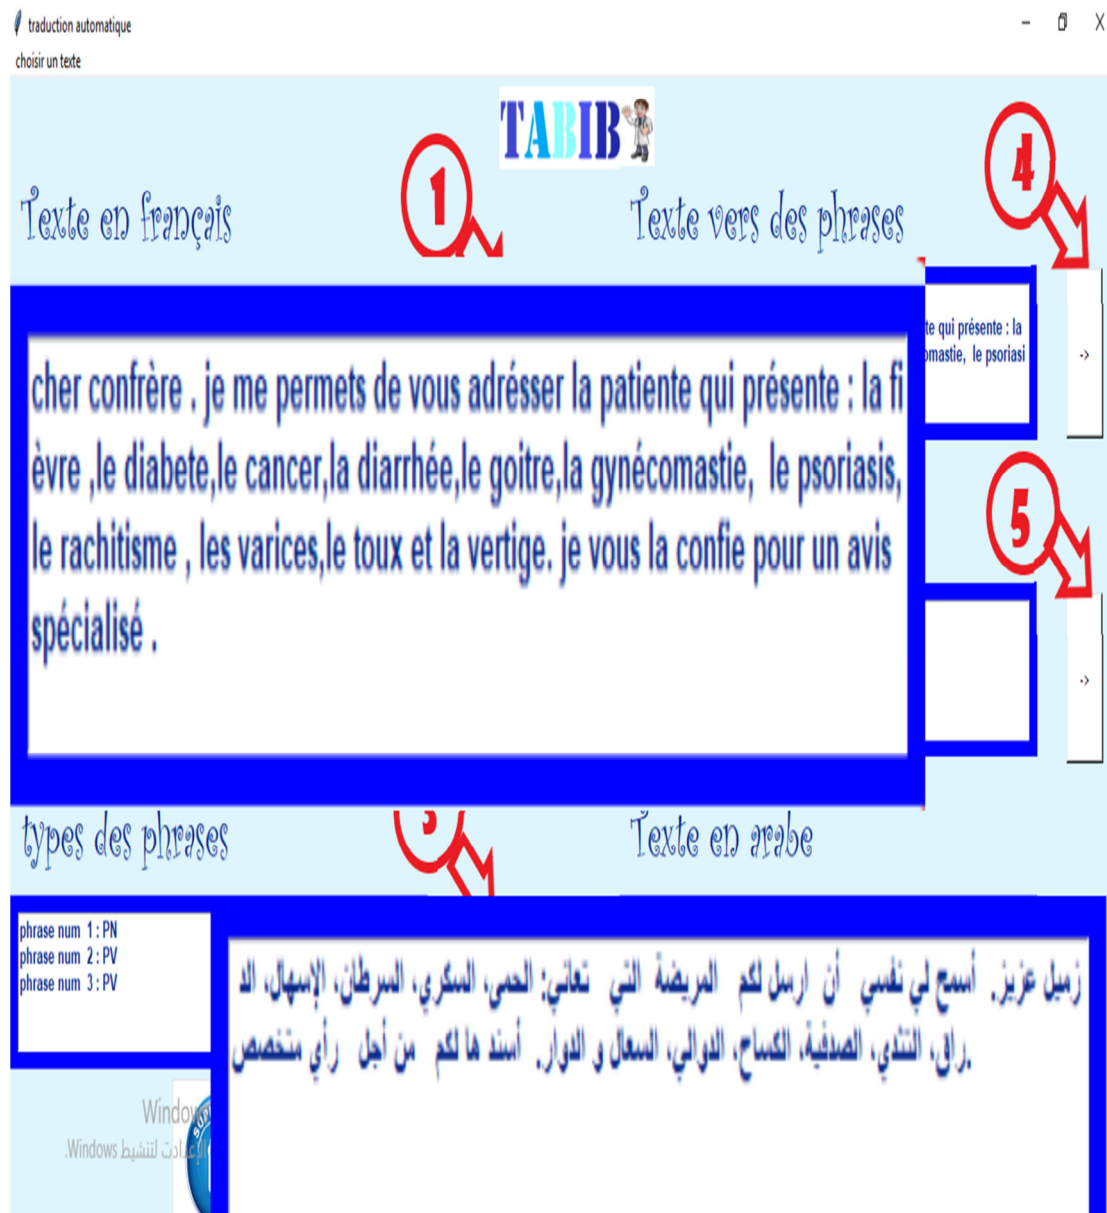 traduction automatique
choisir un texte
TABIB
1
4
Texte en français
Texte vers des phrases
cher confrère . je me permets de vous adrésser la patiente qui présente : la fi
èvre ,le diabete,le cancer,la diarrhée,le goitre,la gynécomastie, le psoriasis,
le rachitisme , les varices,le toux et la vertige. je vous la confie pour un avis
spécialisé .
te qui présente : la
omastie, le psoriasi
->
5
->
types des phrases
3
Texte en arabe
phrase num 1 : PN
phrase num 2 : PV
phrase num 3 : PV
زميل عزيز. أسمح لي نفسي أن ارسل لكم المريضة التي تعاني: الحمى، السكري، السرطان، الإسهال، الد
راق، التثدي، الصدفية، الكساح، الدوالي، السعال و الدوار. أسند ها لكم من أجل رأي متخصص.
Window
الإعدادت لتنشيط Windows.